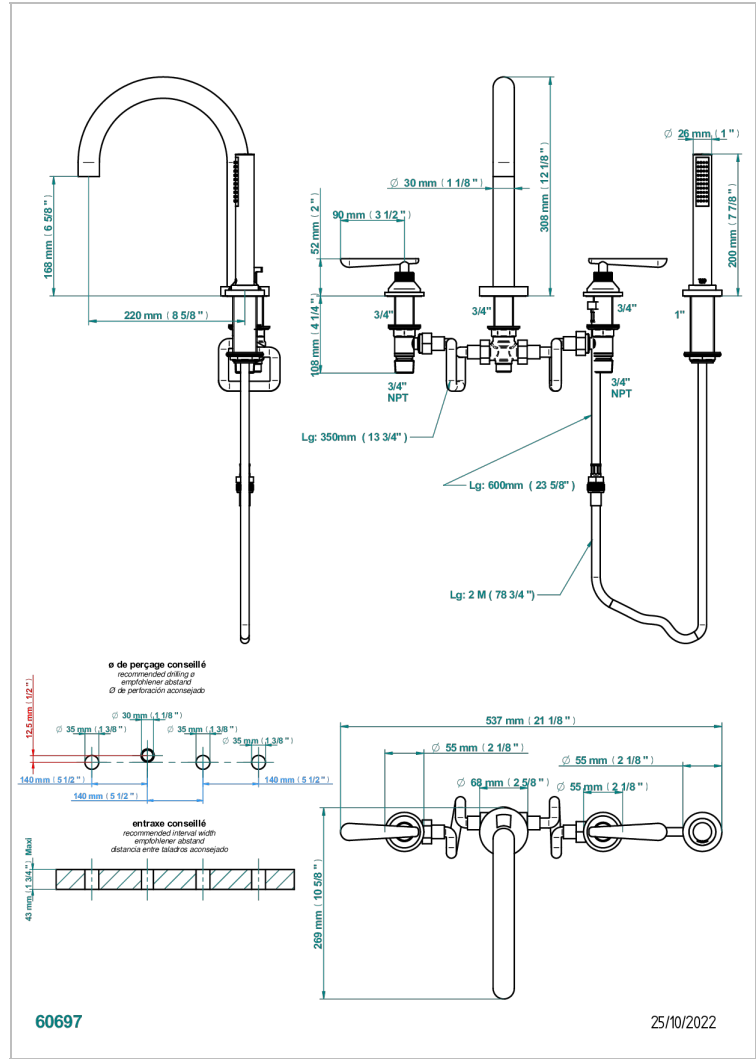 Ø 26 mm ( 1 " )
Ø 30 mm ( 1 1/8" )
90 mm ( 3 1/2 " )
52 mm ( 2 " )
308 mm ( 12 1/8 " )
200 mm ( 7 7/8 " )
168 mm ( 6 5/8 " )
220 mm ( 8 5/8 " )
108 mm ( 4 1/4 " )
3/4"
3/4"
3/4"
1"
3/4"
NPT
3/4"
NPT
Lg: 350mm ( 13 3/4" )
Lg: 600mm ( 23 5/8" )
Lg: 2 M ( 78 3/4 ")
ø de perçage conseillé
recommended drilling ø
empfohlener abstand
Ø de perforación aconsejado
12,5 mm ( 1/2 " )
Ø 30 mm ( 1 1/8 " )
Ø 35 mm ( 1 3/8" )
Ø 35 mm ( 1 3/8" )
Ø 35 mm ( 1 3/8" )
140 mm ( 5 1/2 " )
140 mm ( 5 1/2 " )
140 mm ( 5 1/2 " )
entraxe conseillé
recommended interval width
empfohlener abstand
distancia entre taladros aconsejado
43 mm ( 1 3/4 " ) Maxi
537 mm ( 21 1/8" )
Ø 55 mm ( 2 1/8" )
Ø 55 mm ( 2 1/8" )
Ø 68 mm ( 2 5/8" )
Ø 55 mm ( 2 1/8" )
269 mm ( 10 5/8 " )
60697
25/10/2022